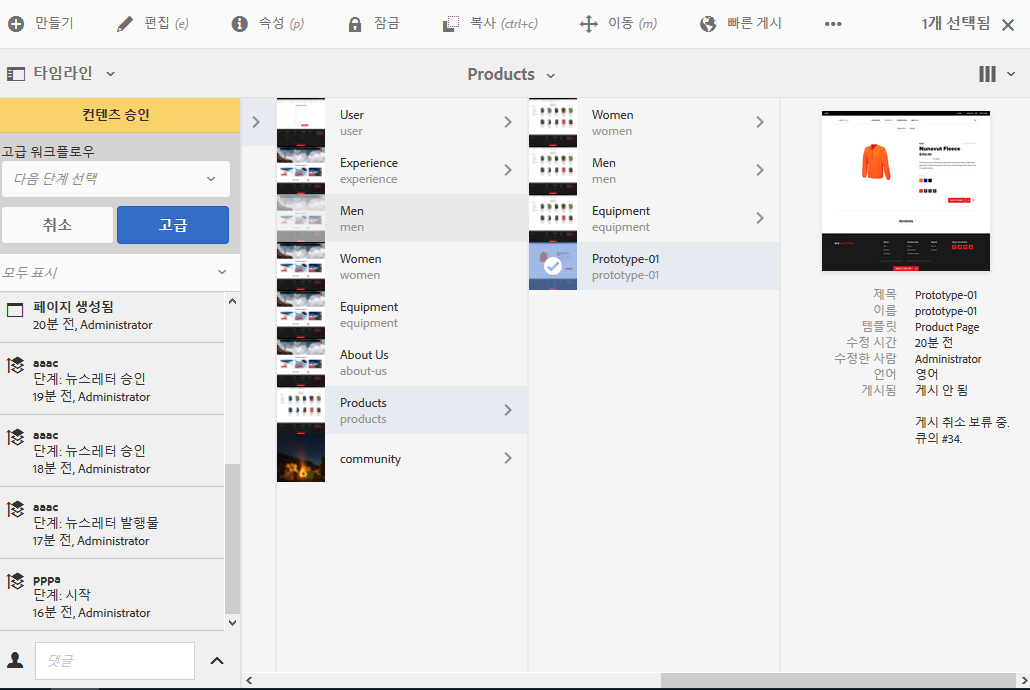 만들기
편집 (e)
속성 (p)
잠금
복사 (ctrl+c)
이동 (m)
빠른 게시
1개 선택됨
타임라인
Products
컨텐츠 승인
고급 워크플로우
다음 단계 선택
취소
고급
모두 표시
페이지 생성됨
20분 전, Administrator
aaac
단계: 뉴스레터 승인
19분 전, Administrator
aaac
단계: 뉴스레터 승인
18분 전, Administrator
aaac
단계: 뉴스레터 발행물
17분 전, Administrator
pppa
단계: 시작
16분 전, Administrator
댓글
User
user
Experience
experience
Men
men
Women
women
Equipment
equipment
About Us
about-us
Products
products
community
Women
women
Men
men
Equipment
equipment
Prototype-01
prototype-01
Nunavut Fleece
제목 Prototype-01
이름 prototype-01
템플릿 Product Page
수정 시간 20분 전
수정한 사람 Administrator
언어 영어
게시됨 게시 안 됨
게시 취소 보류 중.
큐의 #34.